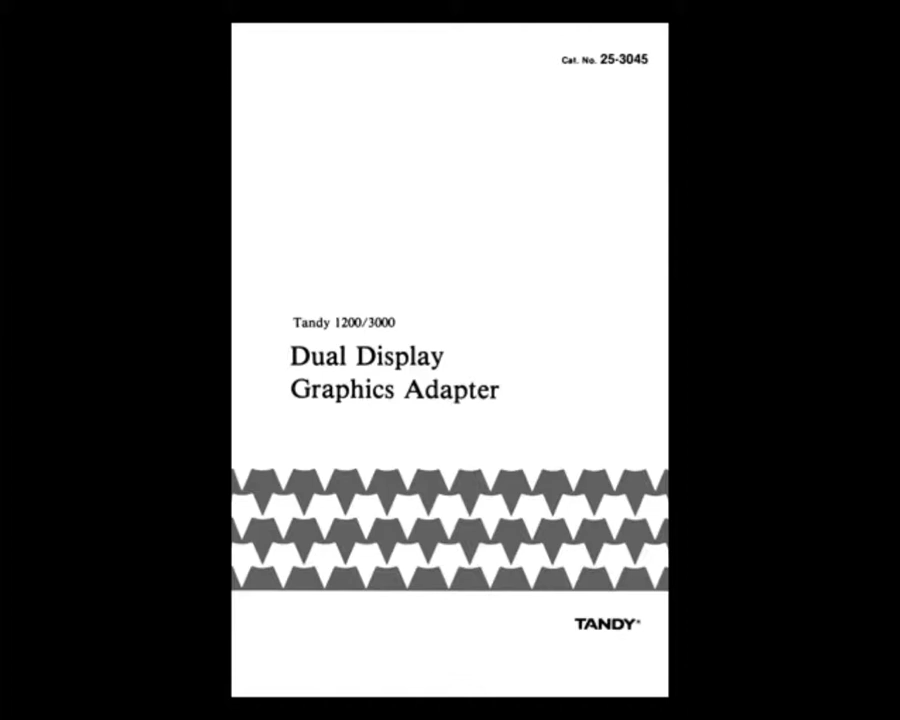 Cat. No. 25-3045
Tandy 1200/3000
Dual Display
Graphics Adapter
TANDY®